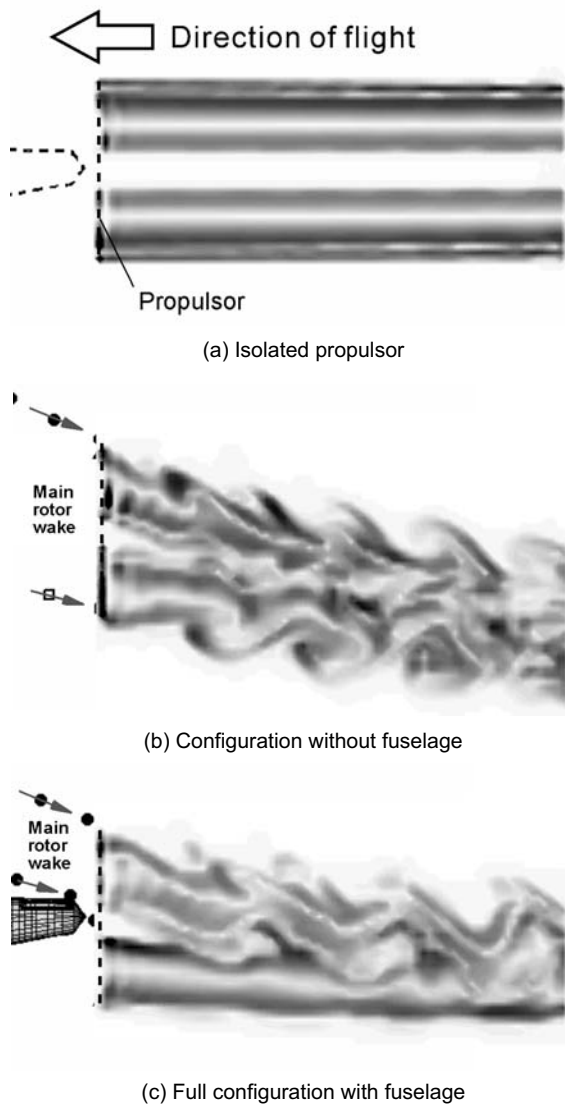 Direction of flight
Propulsor
(a) Isolated propulsor
Main
rotor
wake
(b) Configuration without fuselage
Main
rotor
wake
(c) Full configuration with fuselage